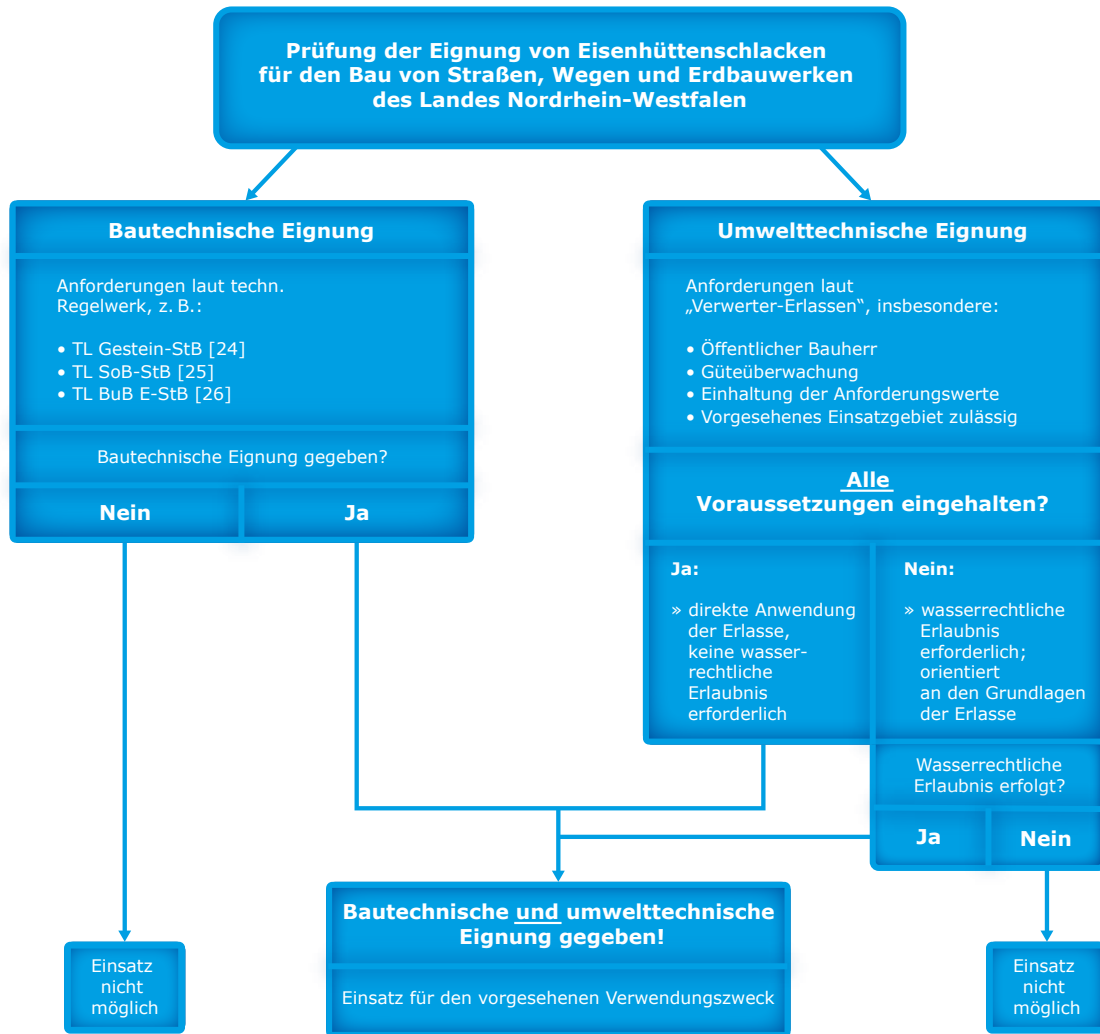 Prüfung der Eignung von Eisenhüttenschlacken
für den Bau von Straßen, Wegen und Erdbauwerken
des Landes Nordrhein-Westfalen
Bautechnische Eignung
Anforderungen laut techn.
Regelwerk, z. B.:
• TL Gestein-StB [24]
• TL SoB-StB [25]
• TL BuB E-StB [26]
Bautechnische Eignung gegeben?
Nein
Ja
Umwelttechnische Eignung
Anforderungen laut
„Verwerter-Erlassen“, insbesondere:
• Öffentlicher Bauherr
• Güteüberwachung
• Einhaltung der Anforderungswerte
• Vorgesehenes Einsatzgebiet zulässig
Alle
Voraussetzungen eingehalten?
Ja:
» direkte Anwendung
der Erlasse,
keine wasser-
rechtliche
Erlaubnis
erforderlich
Nein:
» wasserrechtliche
Erlaubnis
erforderlich;
orientiert
an den Grundlagen
der Erlasse
Wasserrechtliche
Erlaubnis erfolgt?
Ja
Nein
Bautechnische und umwelttechnische
Eignung gegeben!
Einsatz für den vorgesehenen Verwendungszweck
Einsatz
nicht
möglich
Einsatz
nicht
möglich